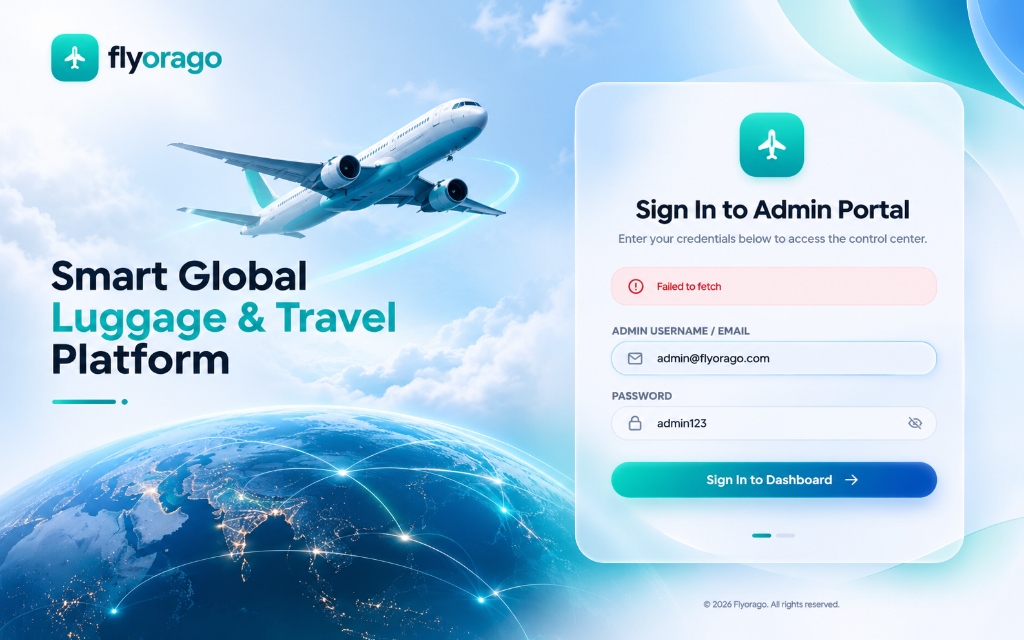 flyorago
Smart Global
Luggage & Travel
Platform
Sign In to Admin Portal
Enter your credentials below to access the control center.
Failed to fetch
ADMIN USERNAME / EMAIL
admin@flyorago.com
PASSWORD
admin123
Sign In to Dashboard →
© 2026 Flyorago. All rights reserved.